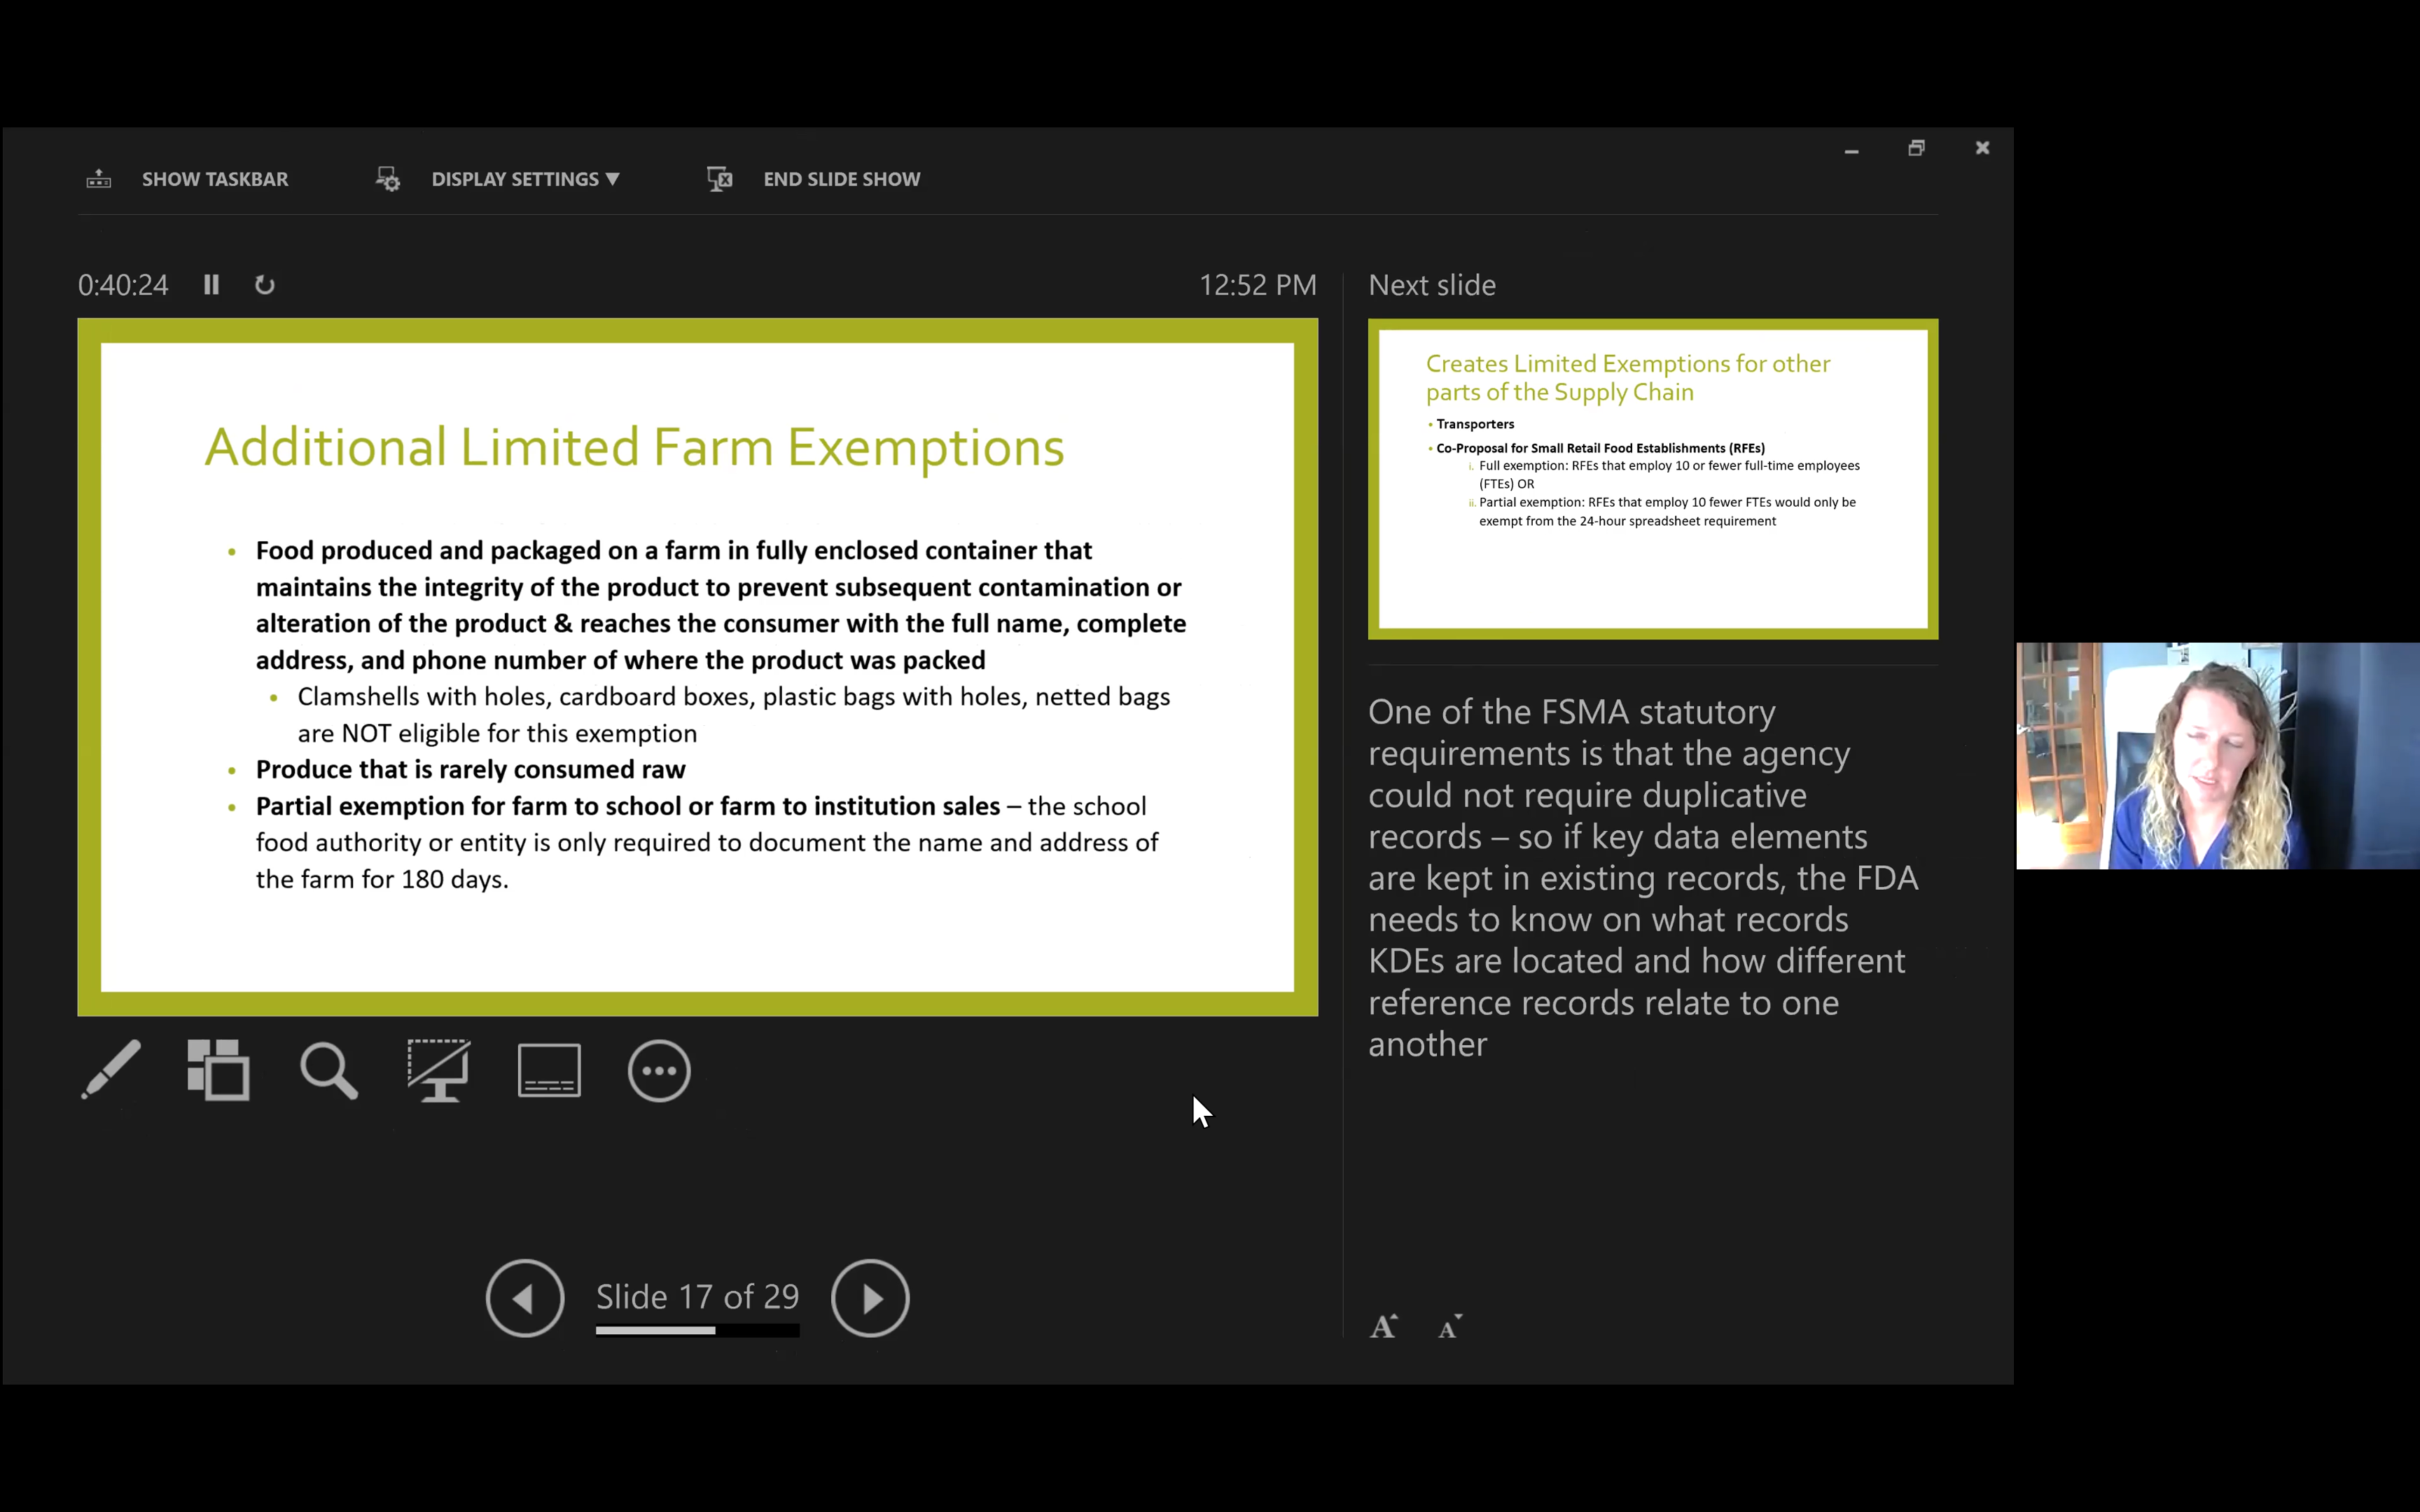 SHOW TASKBAR
DISPLAY SETTINGS ▼
END SLIDE SHOW
0:40:24
12:52 PM
Additional Limited Farm Exemptions
• Food produced and packaged on a farm in fully enclosed container that
maintains the integrity of the product to prevent subsequent contamination or
alteration of the product & reaches the consumer with the full name, complete
address, and phone number of where the product was packed
• Clamshells with holes, cardboard boxes, plastic bags with holes, netted bags
are NOT eligible for this exemption
• Produce that is rarely consumed raw
• Partial exemption for farm to school or farm to institution sales – the school
food authority or entity is only required to document the name and address of
the farm for 180 days.
Slide 17 of 29
Next slide
Creates Limited Exemptions for other
parts of the Supply Chain
• Transporters
• Co-Proposal for Small Retail Food Establishments (RFEs)
i. Full exemption: RFEs that employ 10 or fewer full-time employees
(FTEs) OR
ii. Partial exemption: RFEs that employ 10 fewer FTEs would only be
exempt from the 24-hour spreadsheet requirement
One of the FSMA statutory
requirements is that the agency
could not require duplicative
records – so if key data elements
are kept in existing records, the FDA
needs to know on what records
KDEs are located and how different
reference records relate to one
another
A A